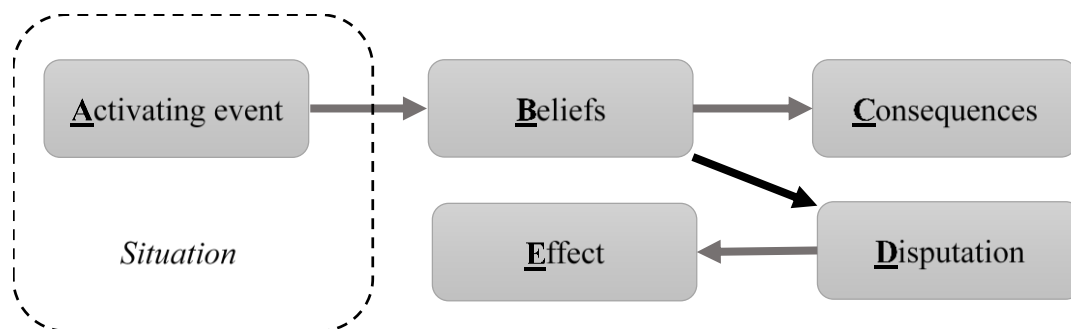 Activating event
Beliefs
Consequences
Situation
Effect
Disputation